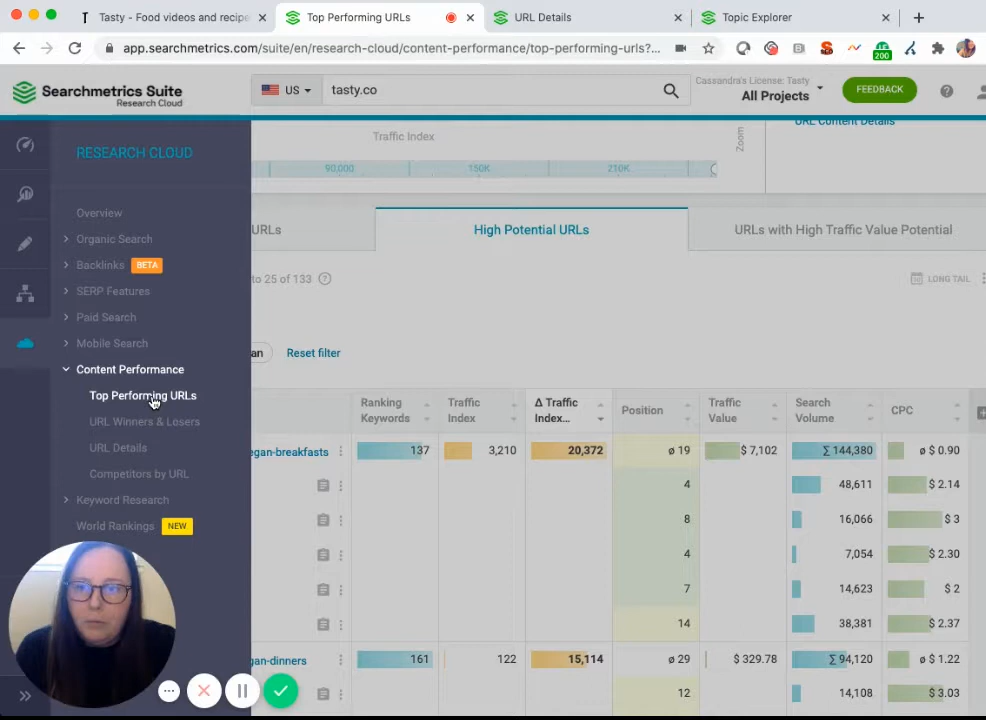 Tasty - Food videos and recipe
Top Performing URLs
URL Details
Topic Explorer
app.searchmetrics.com/suite/en/research-cloud/content-performance/top-performing-urls?...
200
Searchmetrics Suite
Research Cloud
US
tasty.co
Cassandra's License: Tasty
All Projects
FEEDBACK
RESEARCH CLOUD
Overview
Organic Search
Backlinks BETA
SERP Features
Paid Search
Mobile Search
Content Performance
Top Performing URLs
URL Winners & Losers
URL Details
Competitors by URL
Keyword Research
World Rankings NEW
Traffic Index
Zoom
URL Content Details
90,000 150K 210K
URLs
High Potential URLs
URLs with High Traffic Value Potential
to 25 of 133
LONG TAIL
an
Reset filter
Ranking Keywords
Traffic Index
Δ Traffic Index...
Position
Traffic Value
Search Volume
CPC
egan-breakfasts 137 3,210 20,372 ø 19 $ 7,102 Σ 144,380 ø $ 0.90
4 48,611 $ 2.14
8 16,066 $ 3
4 7,054 $ 2.30
7 14,623 $ 2
14 38,381 $ 2.37
gan-dinners 161 122 15,114 ø 29 $ 329.78 Σ 94,120 ø $ 1.22
12 14,108 $ 3.03